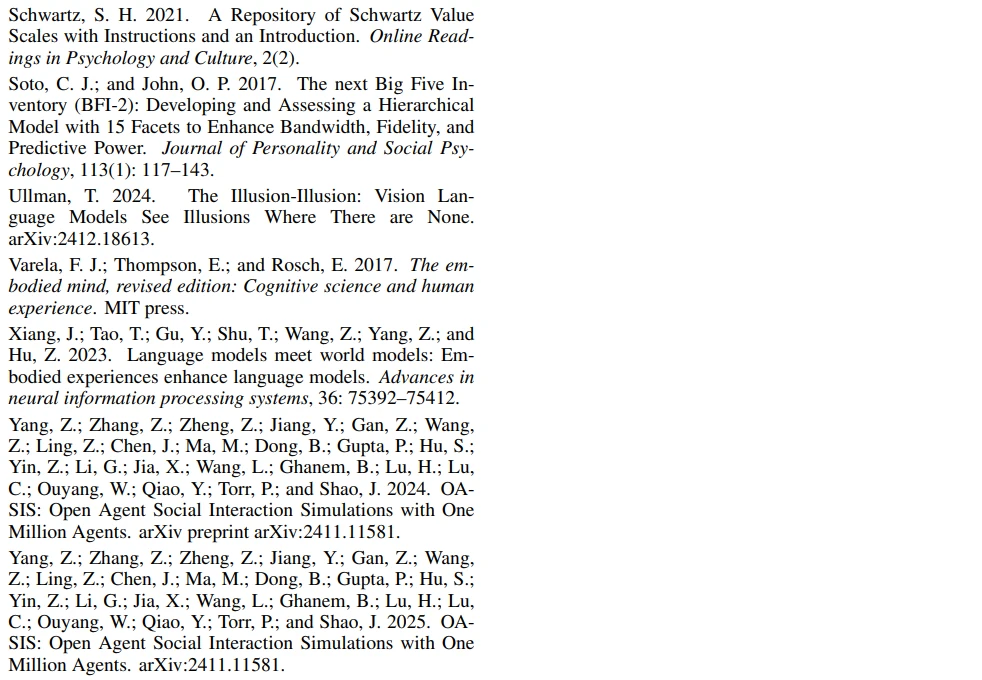 Schwartz, S. H. 2021. A Repository of Schwartz Value
Scales with Instructions and an Introduction. Online Read-
ings in Psychology and Culture, 2(2).
Soto, C. J.; and John, O. P. 2017. The next Big Five In-
ventory (BFI-2): Developing and Assessing a Hierarchical
Model with 15 Facets to Enhance Bandwidth, Fidelity, and
Predictive Power. Journal of Personality and Social Psy-
chology, 113(1): 117–143.
Ullman, T. 2024. The Illusion-Illusion: Vision Lan-
guage Models See Illusions Where There are None.
arXiv:2412.18613.
Varela, F. J.; Thompson, E.; and Rosch, E. 2017. The em-
bodied mind, revised edition: Cognitive science and human
experience. MIT press.
Xiang, J.; Tao, T.; Gu, Y.; Shu, T.; Wang, Z.; Yang, Z.; and
Hu, Z. 2023. Language models meet world models: Em-
bodied experiences enhance language models. Advances in
neural information processing systems, 36: 75392–75412.
Yang, Z.; Zhang, Z.; Zheng, Z.; Jiang, Y.; Gan, Z.; Wang,
Z.; Ling, Z.; Chen, J.; Ma, M.; Dong, B.; Gupta, P.; Hu, S.;
Yin, Z.; Li, G.; Jia, X.; Wang, L.; Ghanem, B.; Lu, H.; Lu,
C.; Ouyang, W.; Qiao, Y.; Torr, P.; and Shao, J. 2024. OA-
SIS: Open Agent Social Interaction Simulations with One
Million Agents. arXiv preprint arXiv:2411.11581.
Yang, Z.; Zhang, Z.; Zheng, Z.; Jiang, Y.; Gan, Z.; Wang,
Z.; Ling, Z.; Chen, J.; Ma, M.; Dong, B.; Gupta, P.; Hu, S.;
Yin, Z.; Li, G.; Jia, X.; Wang, L.; Ghanem, B.; Lu, H.; Lu,
C.; Ouyang, W.; Qiao, Y.; Torr, P.; and Shao, J. 2025. OA-
SIS: Open Agent Social Interaction Simulations with One
Million Agents. arXiv:2411.11581.